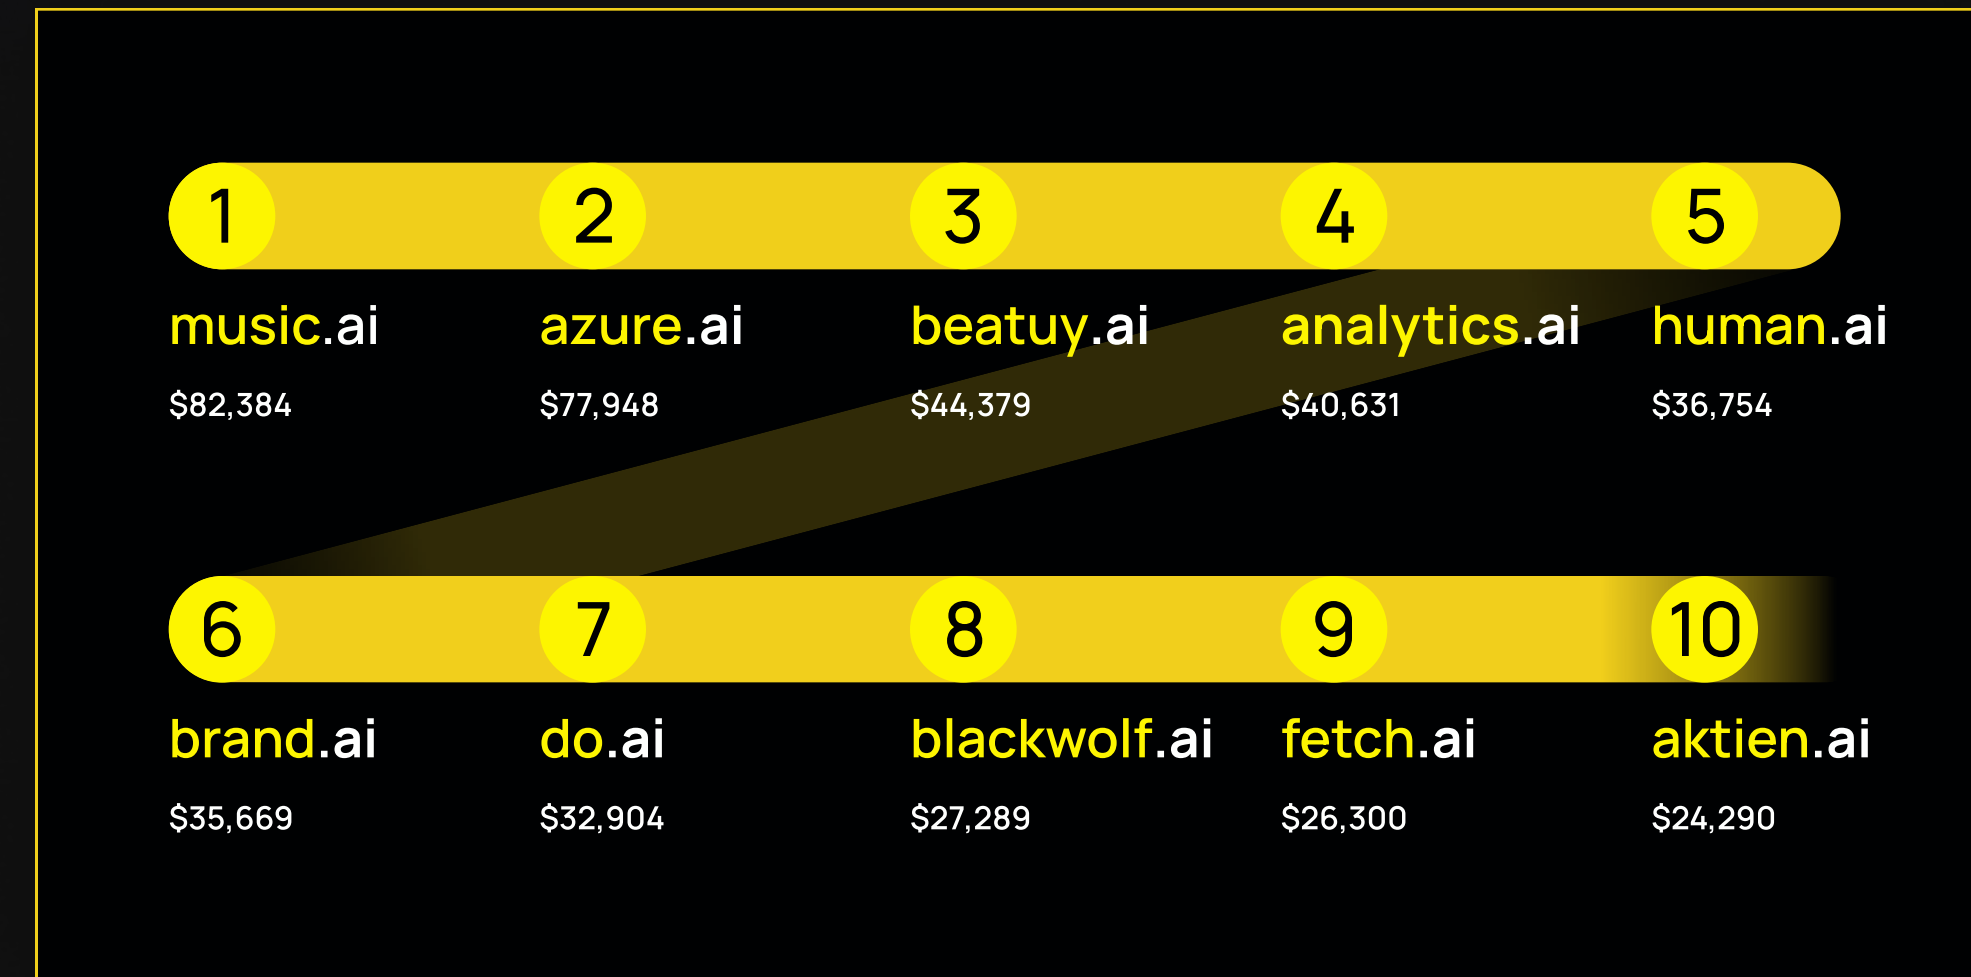 1 2 3 4 5
music.ai azure.ai beatuy.ai analytics.ai human.ai
$82,384 $77,948 $44,379 $40,631 $36,754
6 7 8 9 10
brand.ai do.ai blackwolf.ai fetch.ai aktien.ai
$35,669 $32,904 $27,289 $26,300 $24,290